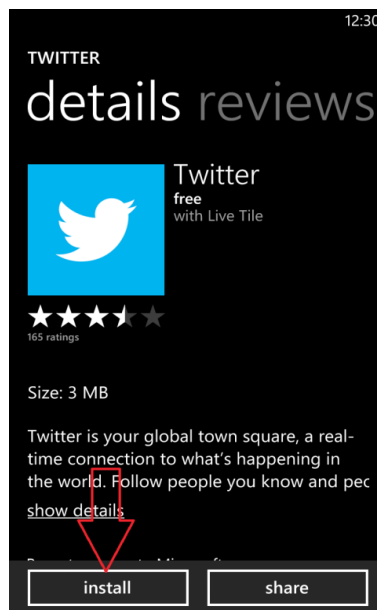 12:30
TWITTER
details reviews
Twitter
free
with Live Tile
165 ratings
Size: 3 MB
Twitter is your global town square, a real-
time connection to what's happening in
the world. Follow people you know and pec
show details
install
share